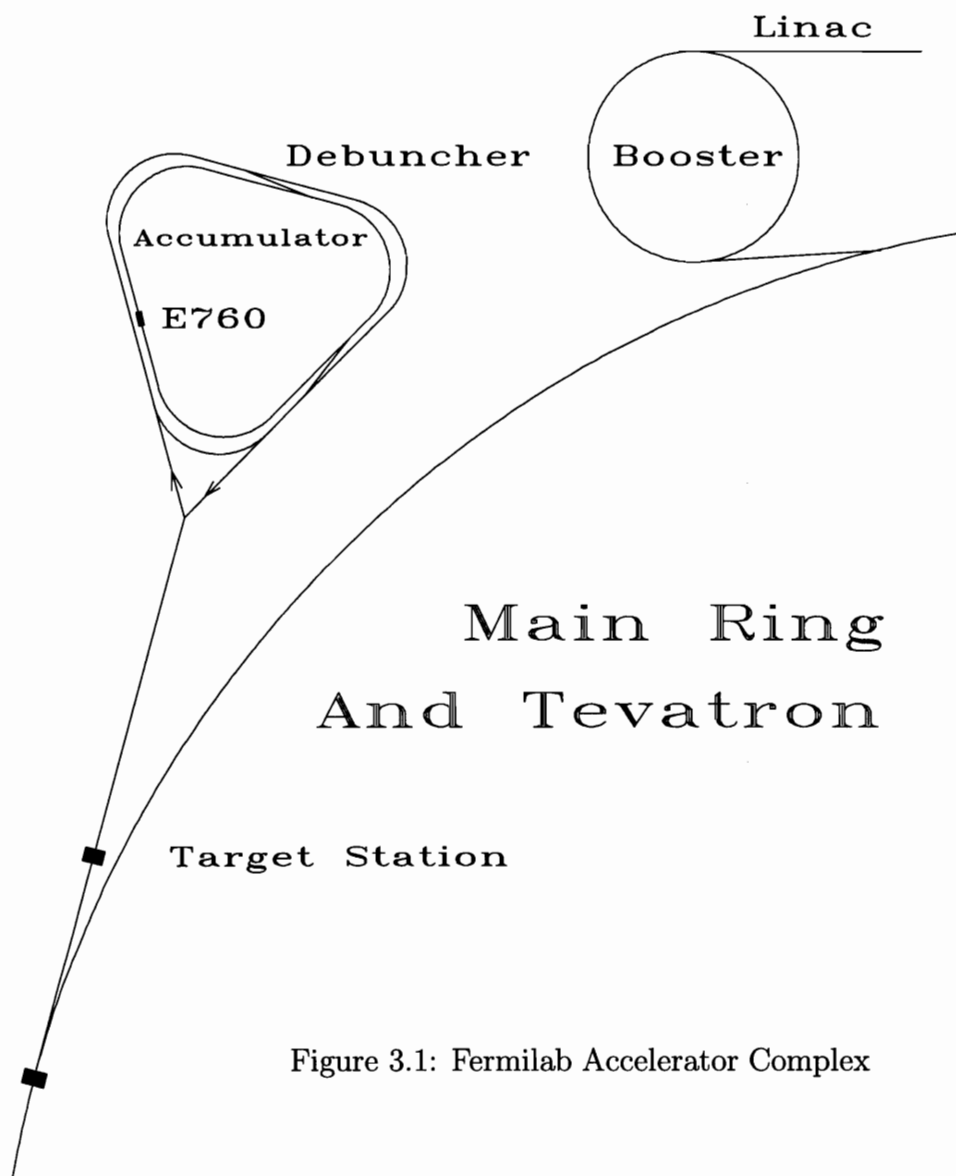 Linac
Debuncher
Booster
Accumulator
E760
Main Ring
And Tevatron
Target Station
Figure 3.1: Fermilab Accelerator Complex